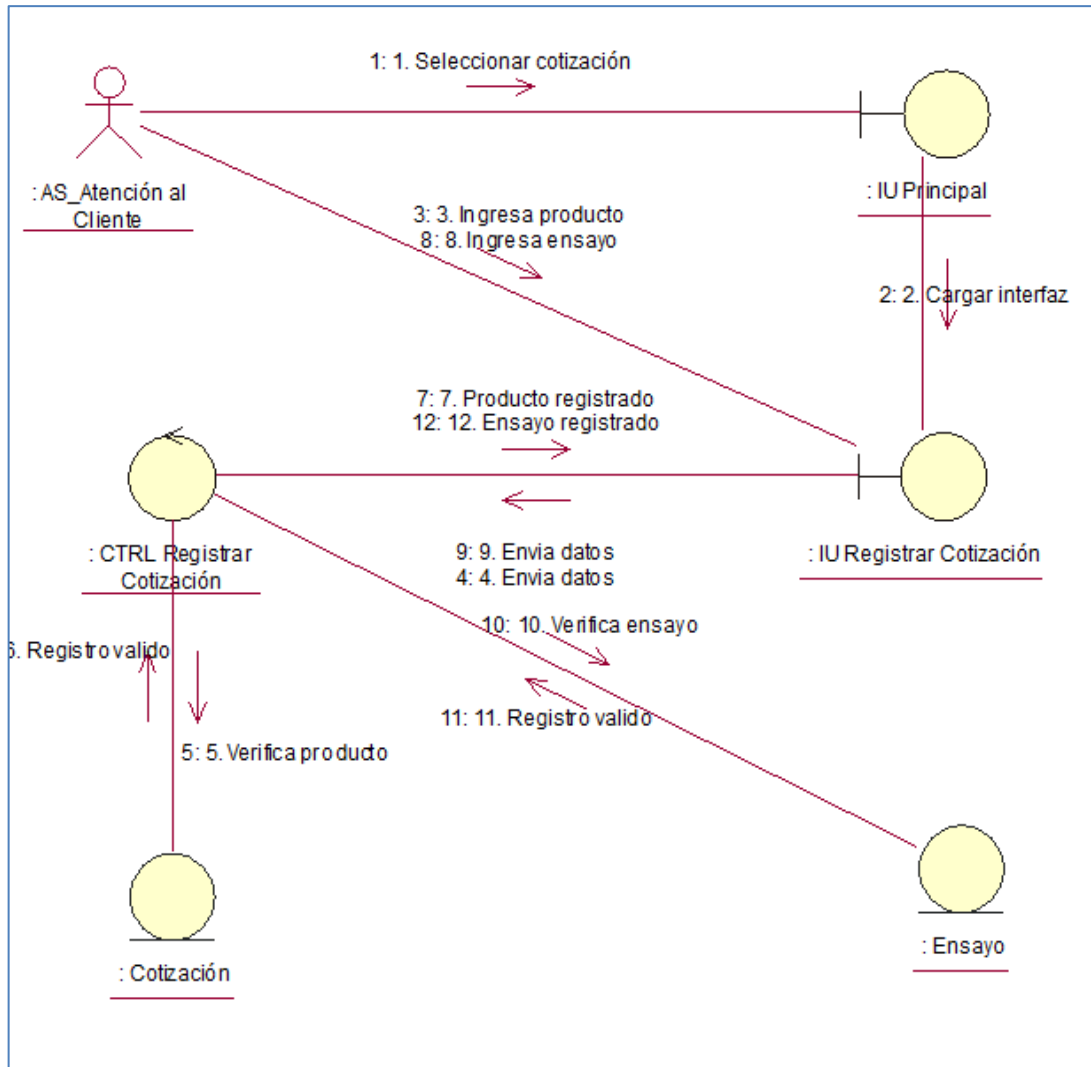 1: 1. Seleccionar cotización
: AS_Atención al
Cliente
: IU Principal
3: 3. Ingresa producto
8: 8. Ingresa ensayo
2: 2. Cargar interfaz
7: 7. Producto registrado
12: 12. Ensayo registrado
: CTRL Registrar
Cotización
9: 9. Envia datos
4: 4. Envia datos
: IU Registrar Cotización
10: 10. Verifica ensayo
6. Registro valido
11: 11. Registro valido
5: 5. Verifica producto
: Cotización
: Ensayo